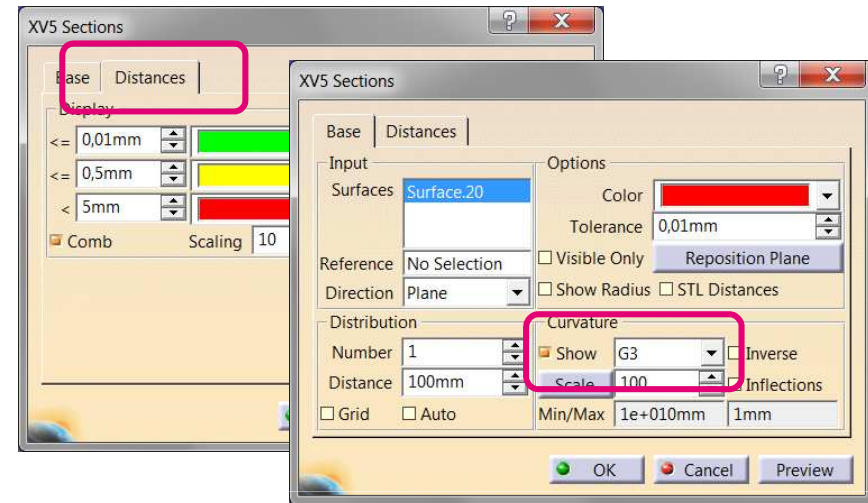 XV5 Sections
Base Distances
Display
<= 0,01mm
<= 0,5mm
< 5mm
Comb Scaling 10
XV5 Sections
Base Distances
Input
Surfaces Surface.20
Reference No Selection
Direction Plane
Options
Color
Tolerance 0,01mm
Visible Only Reposition Plane
Show Radius STL Distances
Distribution
Number 1
Distance 100mm
Grid Auto
Curvature
Show G3 Inverse
Scale 100 Inflections
Min/Max 1e+010mm 1mm
OK Cancel Preview